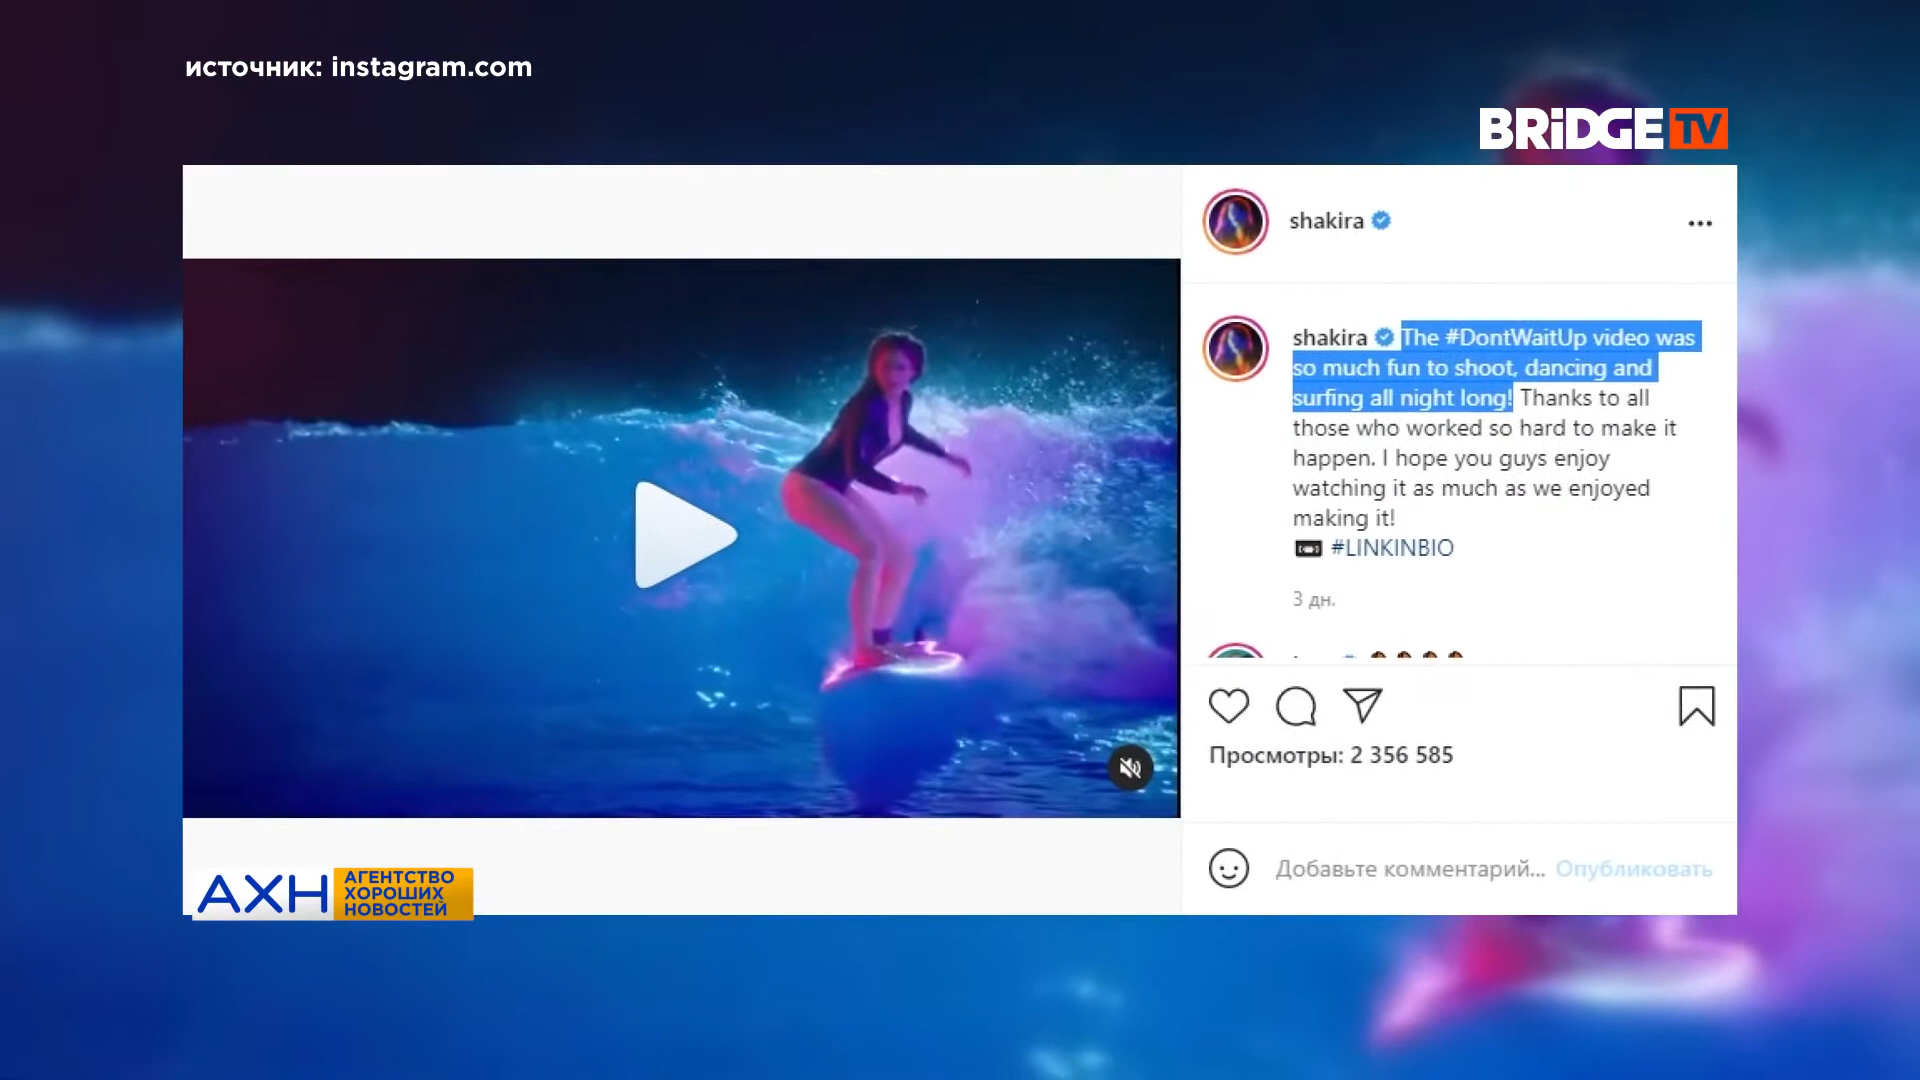 источник: instagram.com
BRiDGE TV
shakira
shakira The #DontWaitUp video was
so much fun to shoot, dancing and
surfing all night long! Thanks to all
those who worked so hard to make it
happen. I hope you guys enjoy
watching it as much as we enjoyed
making it!
#LINKINBIO
3 дн.
Просмотры: 2 356 585
Добавьте комментарий... Опубликовать
АХН
АГЕНТСТВО
ХОРОШИХ
НОВОСТЕЙ